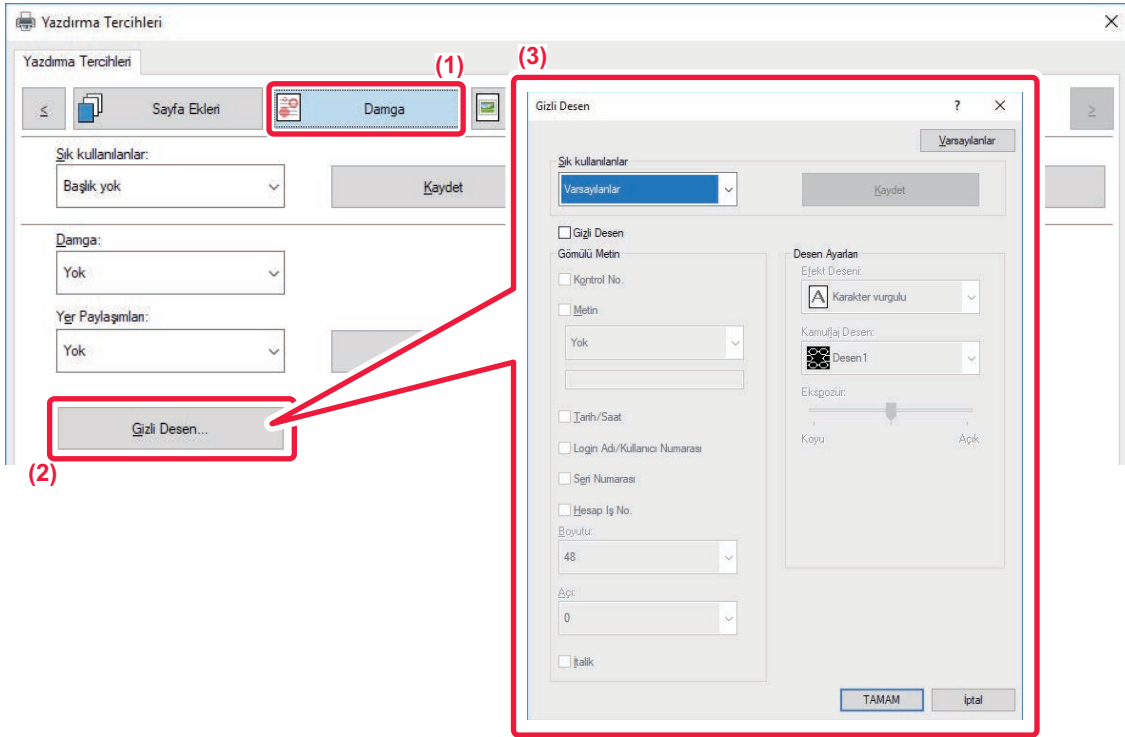 Yazdırma Tercihleri
Yazdırma Tercihleri
(1)
(3)
< Sayfa Ekleri Damga >
Sık kullanılanlar:
Başlık yok Kaydet
Damga:
Yok
Yer Paylaşımları:
Yok
Gizli Desen...
(2)
Gizli Desen ? X
Varsayılanlar
Sık kullanılanlar
Varsayılanlar Kaydet
Gizli Desen
Gömülü Metin
Kontrol No.
Metin
Yok
Tarih/Saat
Login Adı/Kullanıcı Numarası
Seri Numarası
Hesap İş No.
Boyutu:
48
Açı:
0
İtalik
Desen Ayarları
Efekt Deseni:
A Karakter vurgulu
Kamuflaj Desen:
Desen1
Ekspozür:
Koyu Açık
TAMAM İptal